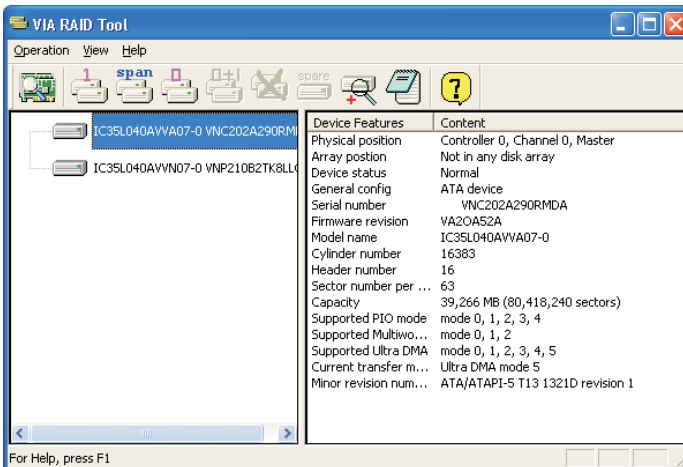 VIA RAID Tool
Operation View Help
1 span 0 0+1 spare ?
IC35L040AVVA07-0 VNC202A290RM
IC35L040AVVN07-0 VNP210B2TK8LL
Device Features Content
Physical position Controller 0, Channel 0, Master
Array postion Not in any disk array
Device status Normal
General config ATA device
Serial number VNC202A290RMDA
Firmware revision VA2OA52A
Model name IC35L040AVVA07-0
Cylinder number 16383
Header number 16
Sector number per ... 63
Capacity 39,266 MB (80,418,240 sectors)
Supported PIO mode mode 0, 1, 2, 3, 4
Supported Multiwo... mode 0, 1, 2
Supported Ultra DMA mode 0, 1, 2, 3, 4, 5
Current transfer m... Ultra DMA mode 5
Minor revision num... ATA/ATAPI-5 T13 1321D revision 1
For Help, press F1